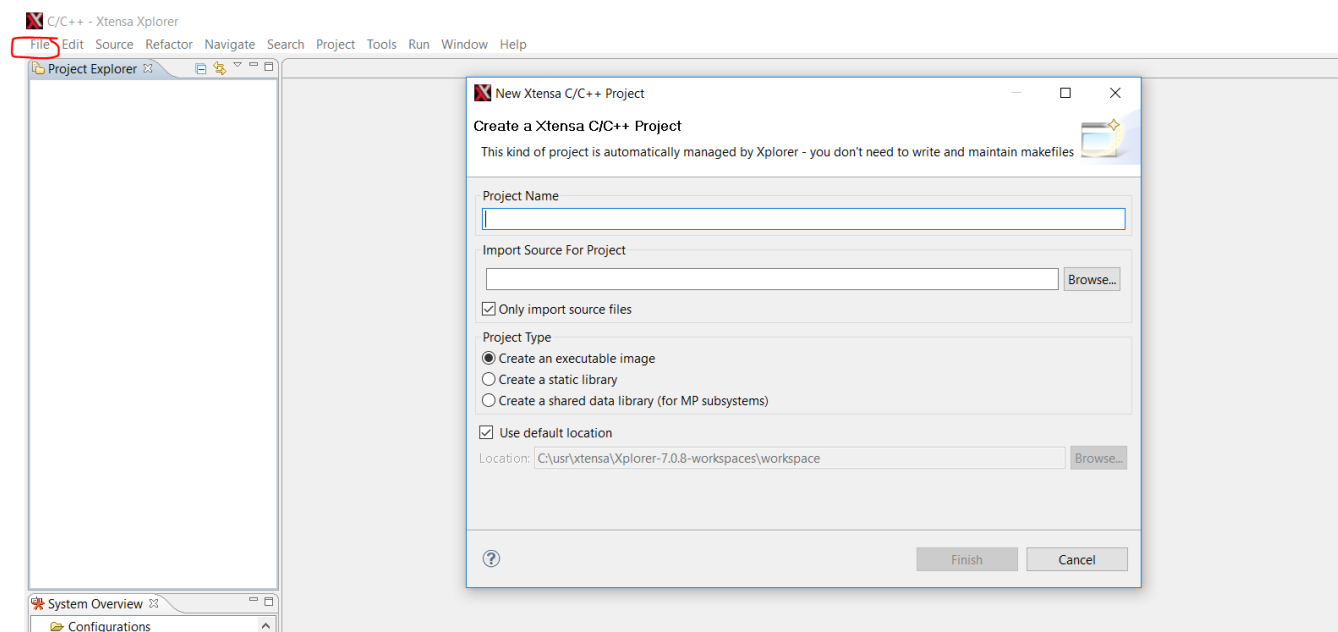 C/C++ - Xtensa Xplorer
File Edit Source Refactor Navigate Search Project Tools Run Window Help
Project Explorer
New Xtensa C/C++ Project
Create a Xtensa C/C++ Project
This kind of project is automatically managed by Xplorer - you don't need to write and maintain makefiles
Project Name
Import Source For Project
Browse...
Only import source files
Project Type
Create an executable image
Create a static library
Create a shared data library (for MP subsystems)
Use default location
Location: C:\usr\xtensa\Xplorer-7.0.8-workspaces\workspace Browse...
Finish Cancel
System Overview
Configurations